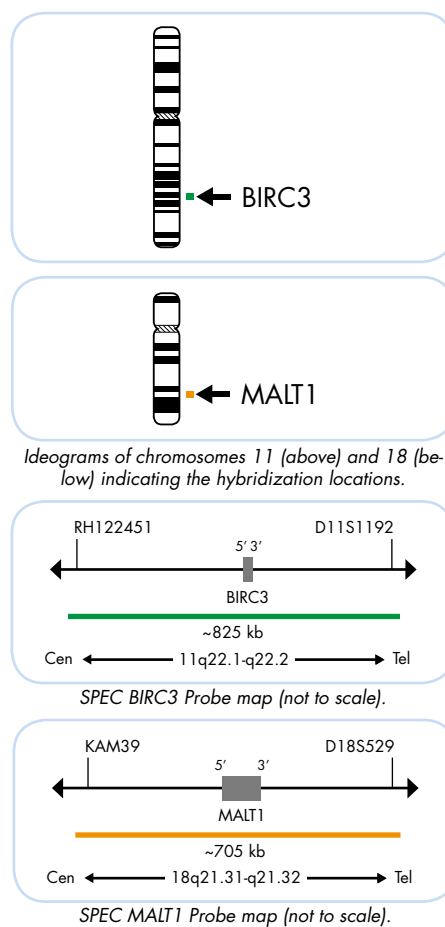 BIRC3
MALT1
Ideograms of chromosomes 11 (above) and 18 (be-
low) indicating the hybridization locations.
RH122451 D11S1192
5’ 3’
BIRC3
~825 kb
Cen 11q22.1-q22.2 Tel
SPEC BIRC3 Probe map (not to scale).
KAM39 D18S529
5’ 3’
MALT1
~705 kb
Cen 18q21.31-q21.32 Tel
SPEC MALT1 Probe map (not to scale).